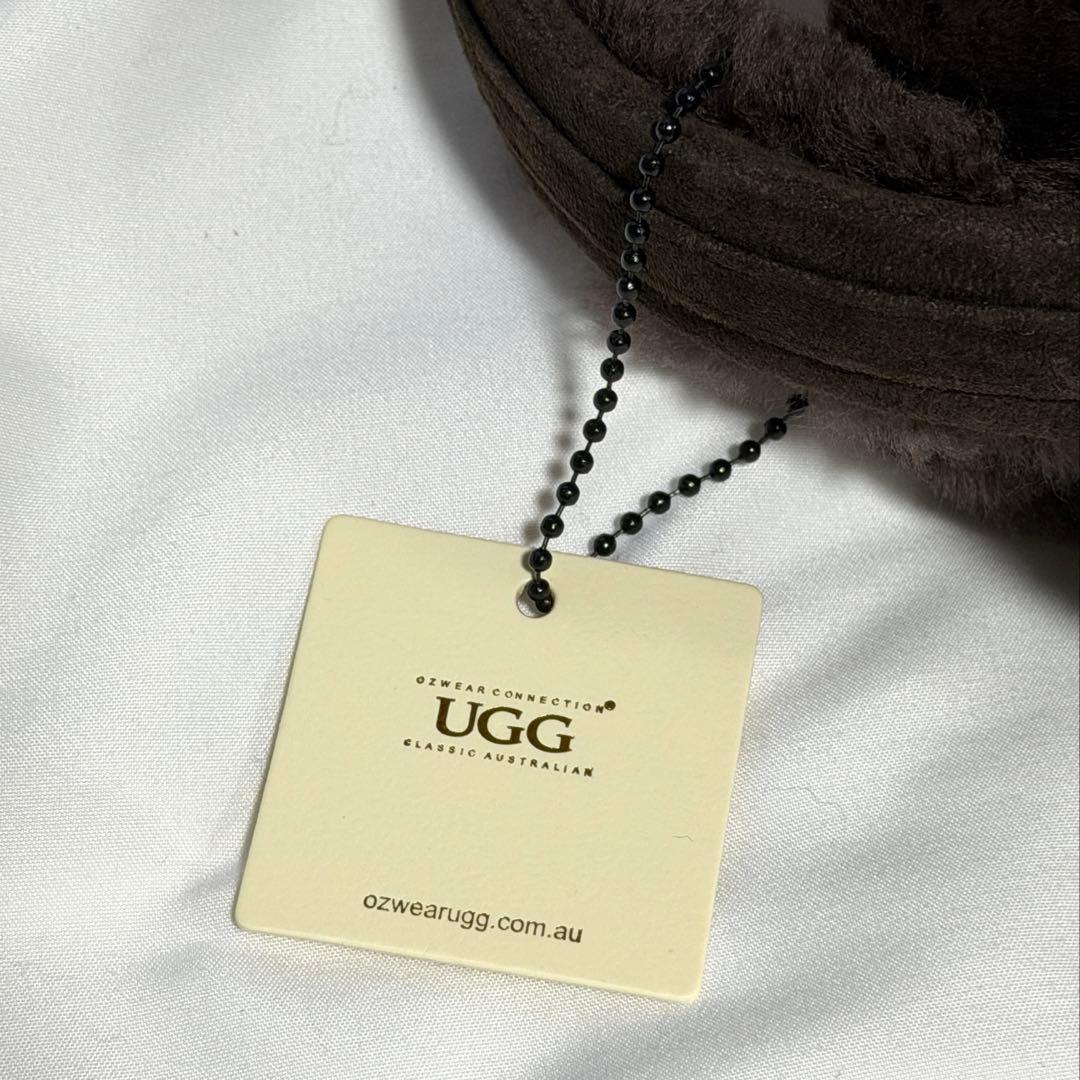 OZWEAR CONNECTION®
UGG
CLASSIC AUSTRALIAN
ozwearugg.com.au